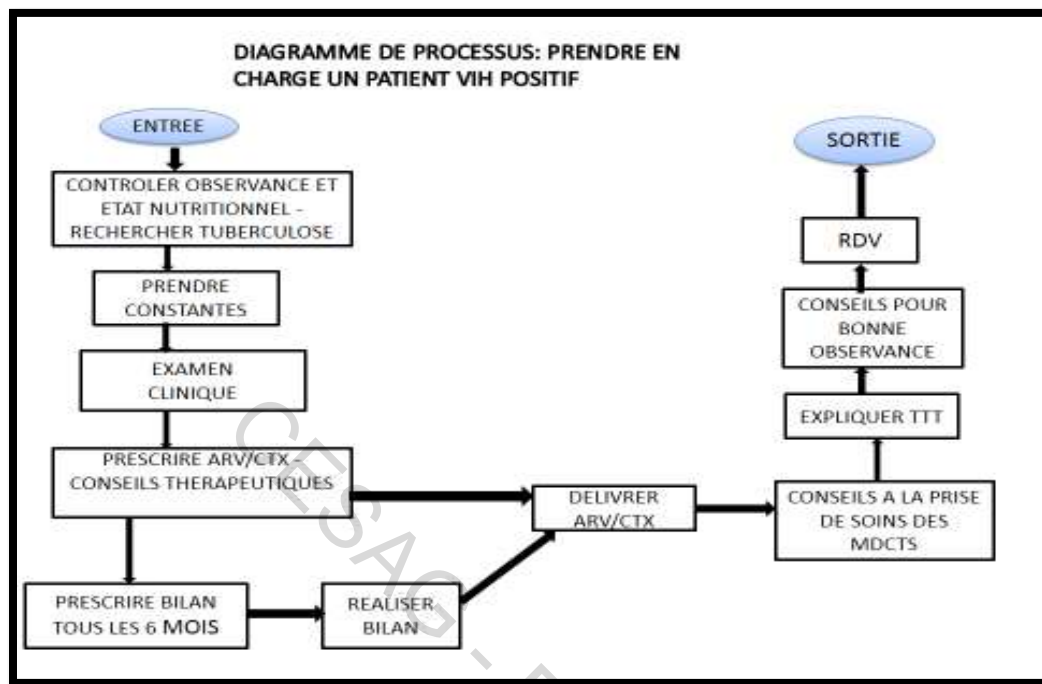 DIAGRAMME DE PROCESSUS: PRENDRE EN
CHARGE UN PATIENT VIH POSITIF
ENTREE
CONTROLER OBSERVANCE ET
ETAT NUTRITIONNEL -
RECHERCHER TUBERCULOSE
PRENDRE
CONSTANTES
EXAMEN
CLINIQUE
PRESCRIRE ARV/CTX -
CONSEILS THERAPEUTIQUES
PRESCRIRE BILAN
TOUS LES 6 MOIS
REALISER
BILAN
DELIVRER
ARV/CTX
CONSEILS A LA PRISE
DE SOINS DES
MDCTS
EXPLIQUER TTT
CONSEILS POUR
BONNE
OBSERVANCE
RDV
SORTIE
CESAG -